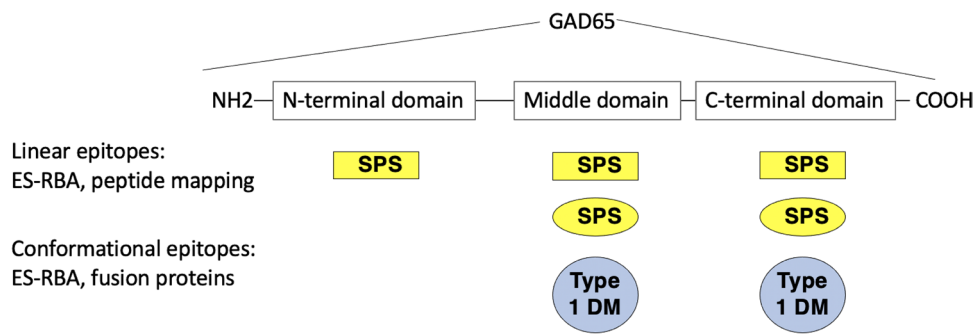 GAD65
NH2 N-terminal domain Middle domain C-terminal domain COOH
Linear epitopes:
ES-RBA, peptide mapping
SPS SPS SPS
SPS SPS
Conformational epitopes:
ES-RBA, fusion proteins
Type
1 DM
Type
1 DM